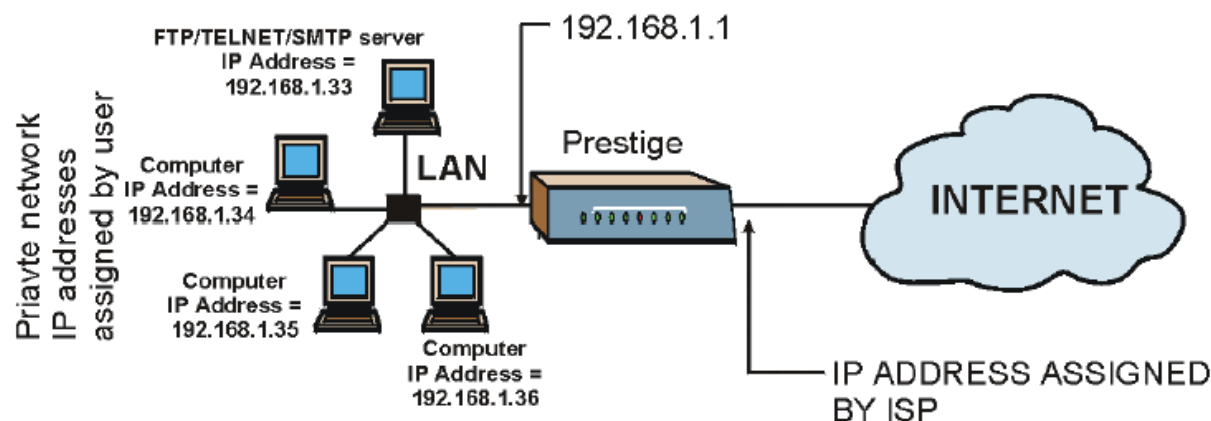 192.168.1.1
FTP/TELNET/SMTP server
IP Address =
192.168.1.33
Priavte network
IP addresses
assigned by user
Computer
IP Address =
192.168.1.34
LAN
Prestige
INTERNET
Computer
IP Address =
192.168.1.35
Computer
IP Address =
192.168.1.36
IP ADDRESS ASSIGNED
BY ISP